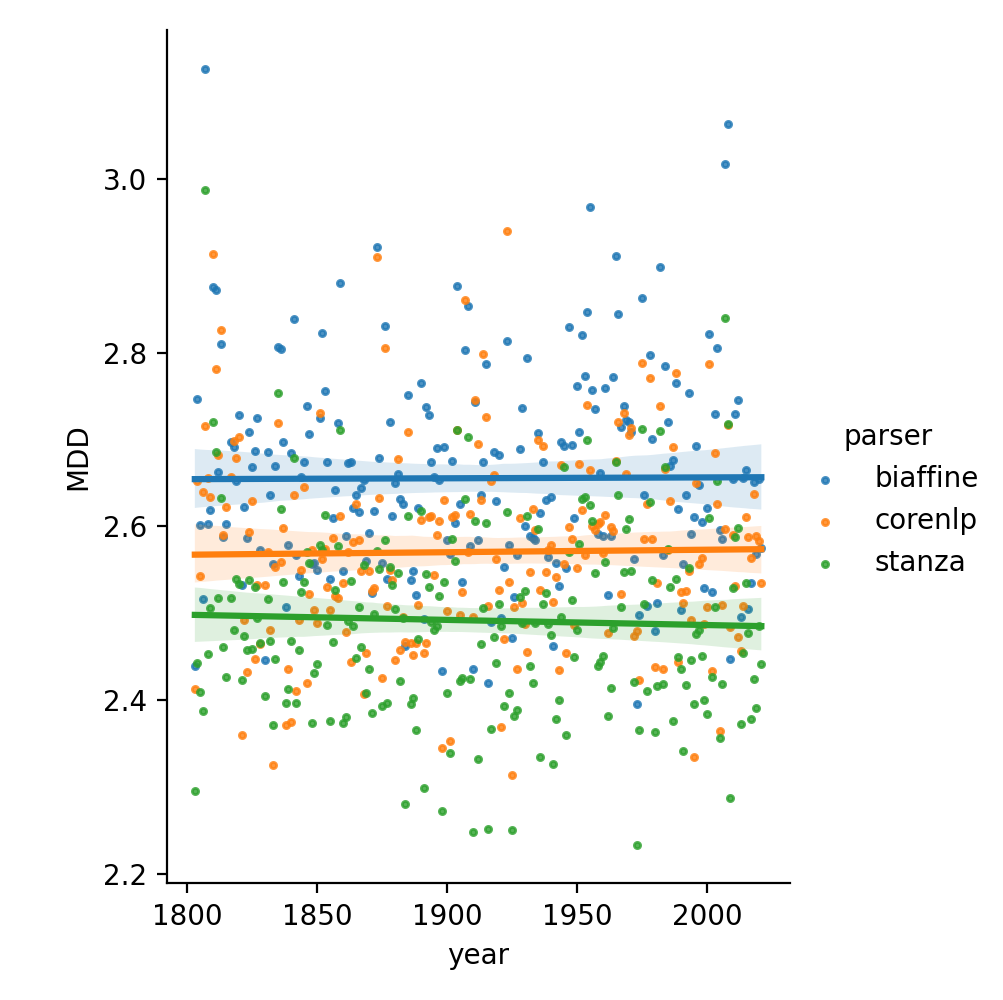 3.0
2.8
2.6
2.4
2.2
MDD
1800 1850 1900 1950 2000
year
parser
biaffine
corenlp
stanza